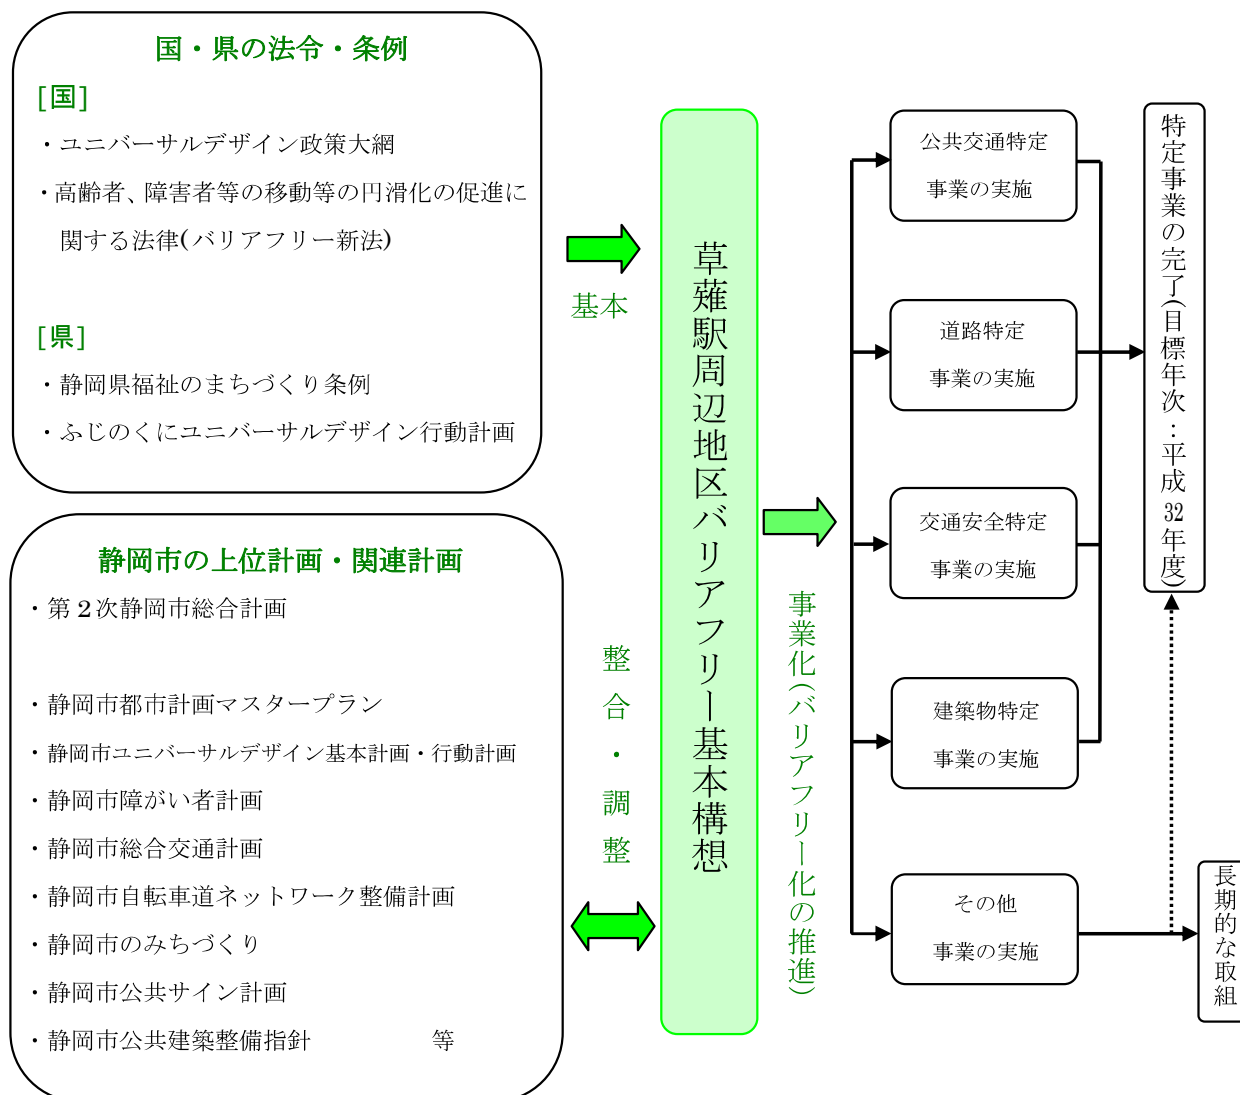 国・県の法令・条例
[国]
・ユニバーサルデザイン政策大綱
・高齢者、障害者等の移動等の円滑化の促進に
関する法律(バリアフリー新法)
[県]
・静岡県福祉のまちづくり条例
・ふじのくにユニバーサルデザイン行動計画
静岡市の上位計画・関連計画
・第2次静岡市総合計画
・静岡市都市計画マスタープラン
・静岡市ユニバーサルデザイン基本計画・行動計画
・静岡市障がい者計画
・静岡市総合交通計画
・静岡市自転車道ネットワーク整備計画
・静岡市のみちづくり
・静岡市公共サイン計画
・静岡市公共建築整備指針 等
基本
整合・調整
草薙駅周辺地区バリアフリー基本構想
事業化(バリアフリー化の推進)
公共交通特定
事業の実施
道路特定
事業の実施
交通安全特定
事業の実施
建築物特定
事業の実施
その他
事業の実施
特定事業の完了(目標年次:平成32年度)
長期的な取組